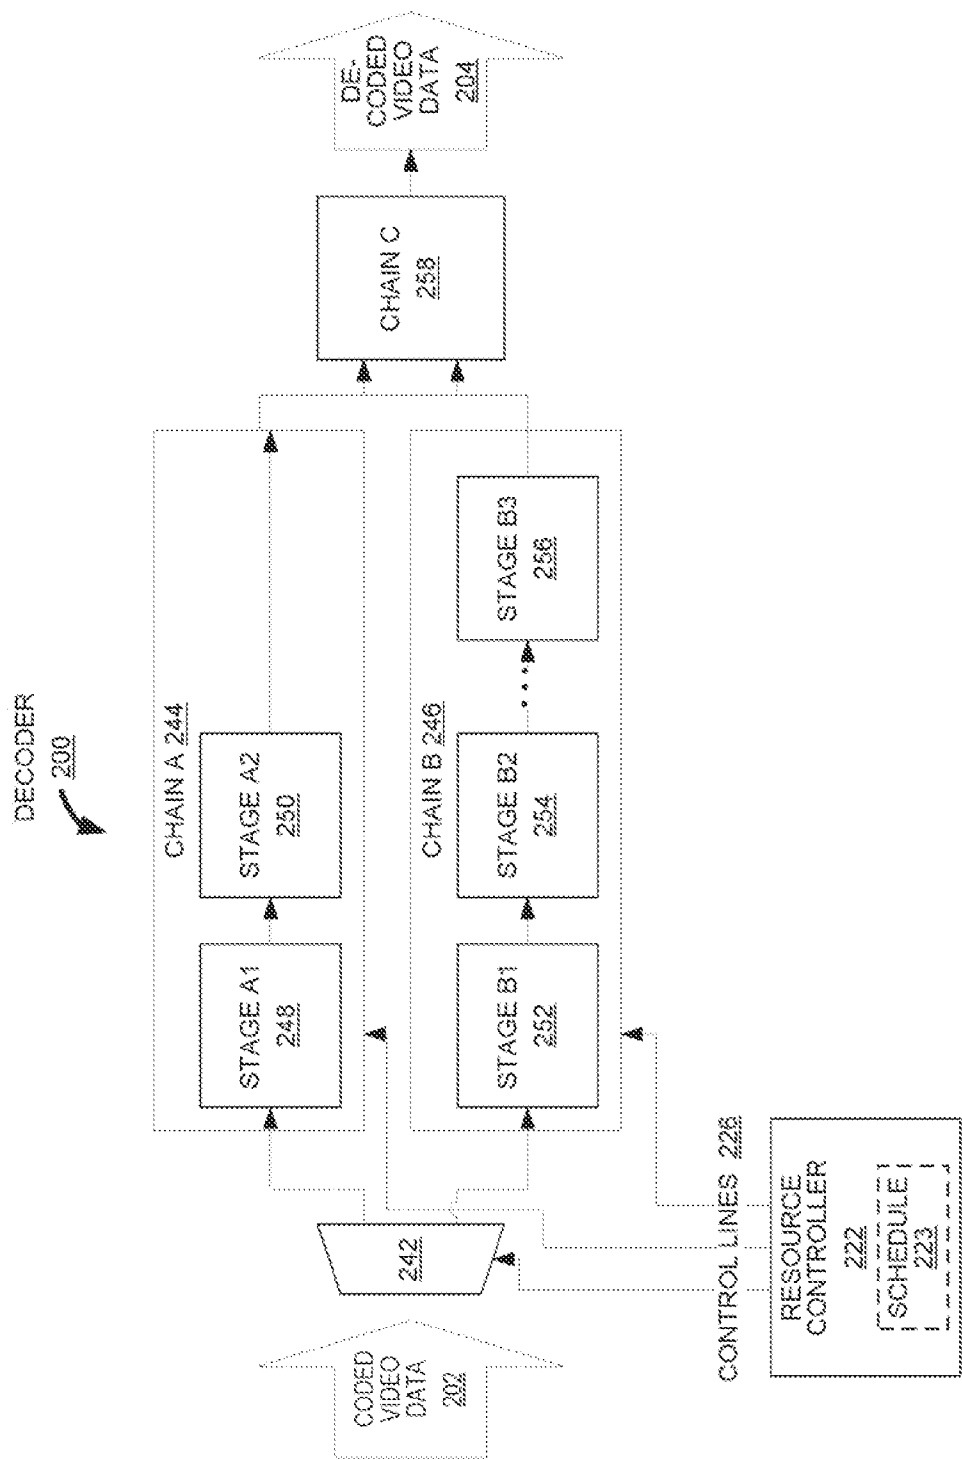 DECODER
200
CHAIN A 244
STAGE A1
248
STAGE A2
250
CODED
VIDEO
DATA
202
242
CHAIN B 246
STAGE B1
252
STAGE B2
254
...
STAGE B3
256
CHAIN C
258
DE-
CODED
VIDEO
DATA
204
CONTROL LINES 226
RESOURCE
CONTROLLER
222
SCHEDULE
223